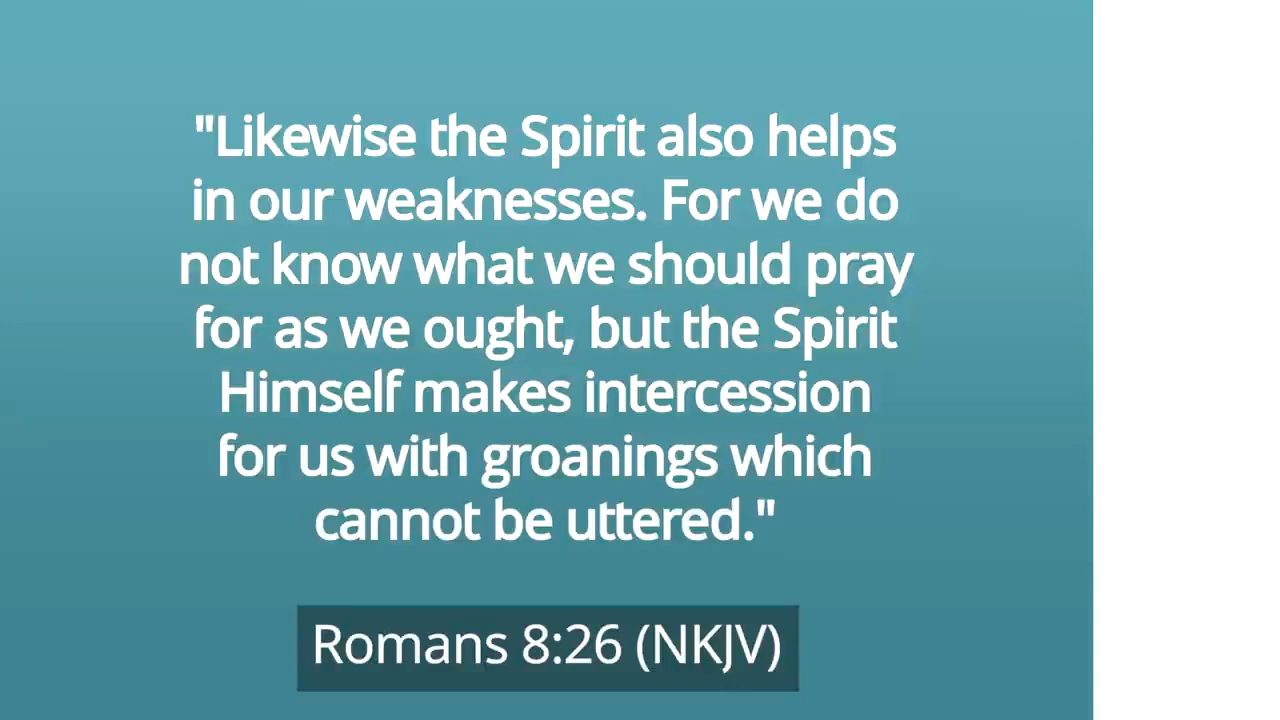 "Likewise the Spirit also helps
in our weaknesses. For we do
not know what we should pray
for as we ought, but the Spirit
Himself makes intercession
for us with groanings which
cannot be uttered."
Romans 8:26 (NKJV)